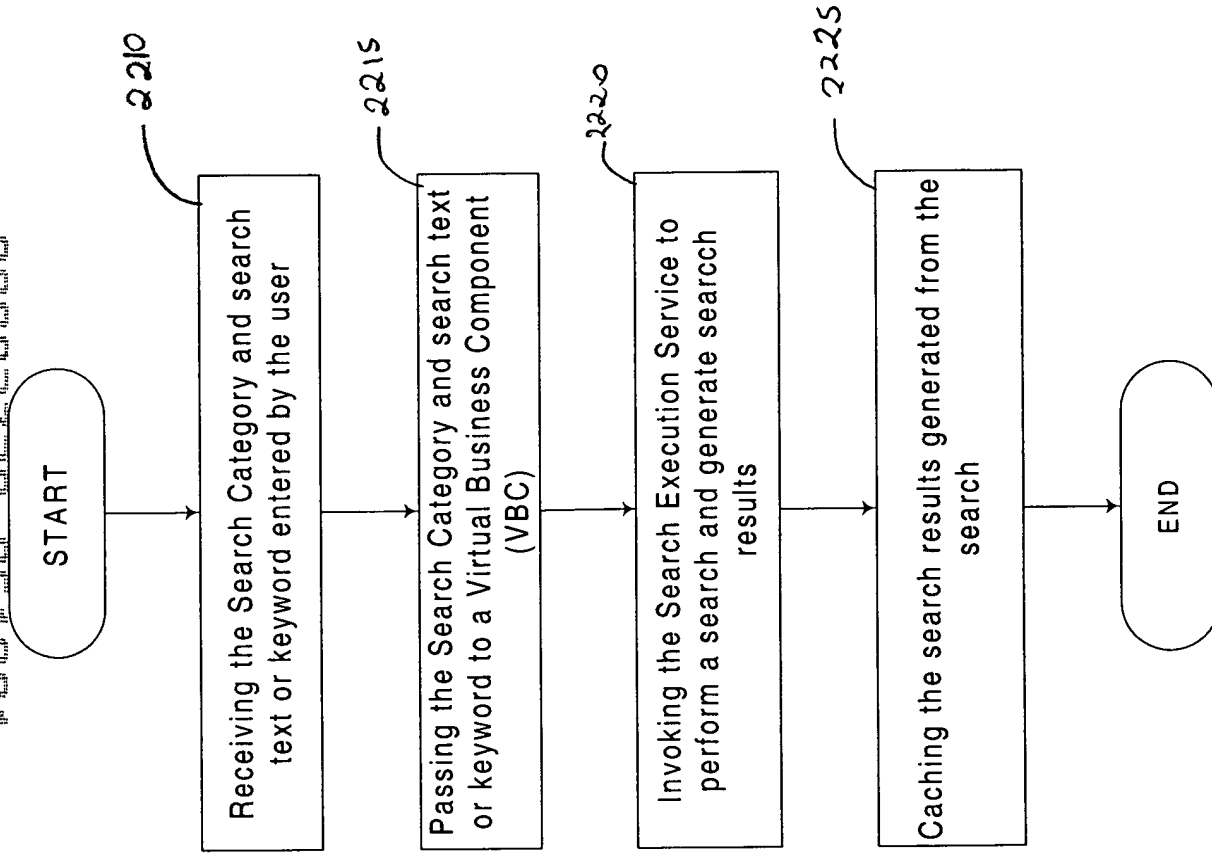 START
2210
Receiving the Search Category and search
text or keyword entered by the user
2215
Passing the Search Category and search text
or keyword to a Virtual Business Component
(VBC)
2220
Invoking the Search Execution Service to
perform a search and generate searcch
results
2225
Caching the search results generated from the
search
END